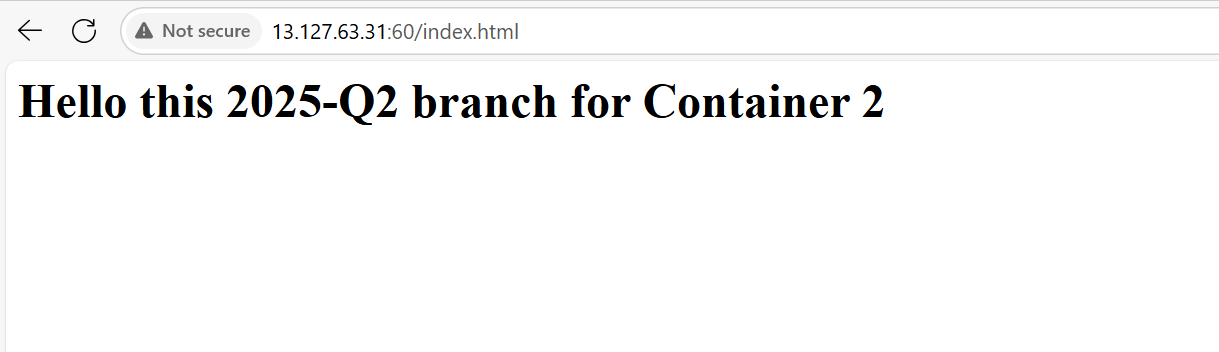 Not secure 13.127.63.31:60/index.html
Hello this 2025-Q2 branch for Container 2